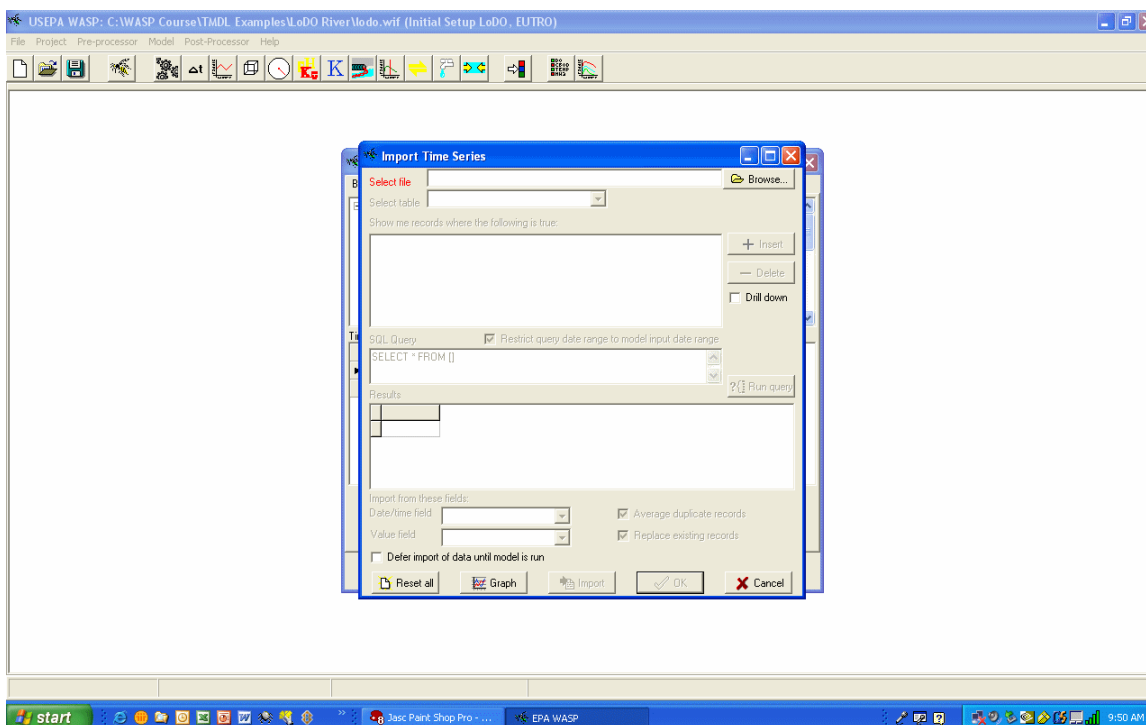 USEPA WASP: C:\WASP Course\TMDL Examples\LoDO River\lodo.wif (Initial Setup LoDO , EUTRO)
File Project Pre-processor Model Post-Processor Help
Δt K
Import Time Series
Select file Browse...
Select table
Show me records where the following is true:
+ Insert
— Delete
Drill down
SQL Query Restrict query date range to model input date range
SELECT * FROM []
Run query
Results
Import from these fields:
Date/time field Average duplicate records
Value field Replace existing records
Defer import of data until model is run
Reset all Graph Import OK Cancel
start Jasc Paint Shop Pro - ... EPA WASP 9:50 AM